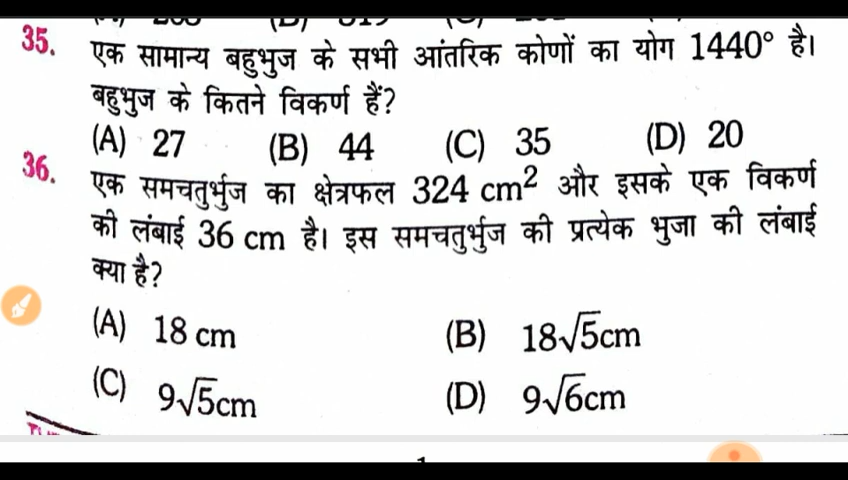 35. एक सामान्य बहुभुज के सभी आंतरिक कोणों का योग 1440° है।
बहुभुज के कितने विकर्ण हैं?
(A) 27 (B) 44 (C) 35 (D) 20
36. एक समचतुर्भुज का क्षेत्रफल 324 cm² और इसके एक विकर्ण
की लंबाई 36 cm है। इस समचतुर्भुज की प्रत्येक भुजा की लंबाई
क्या है?
(A) 18 cm (B) 18√5cm
(C) 9√5cm (D) 9√6cm